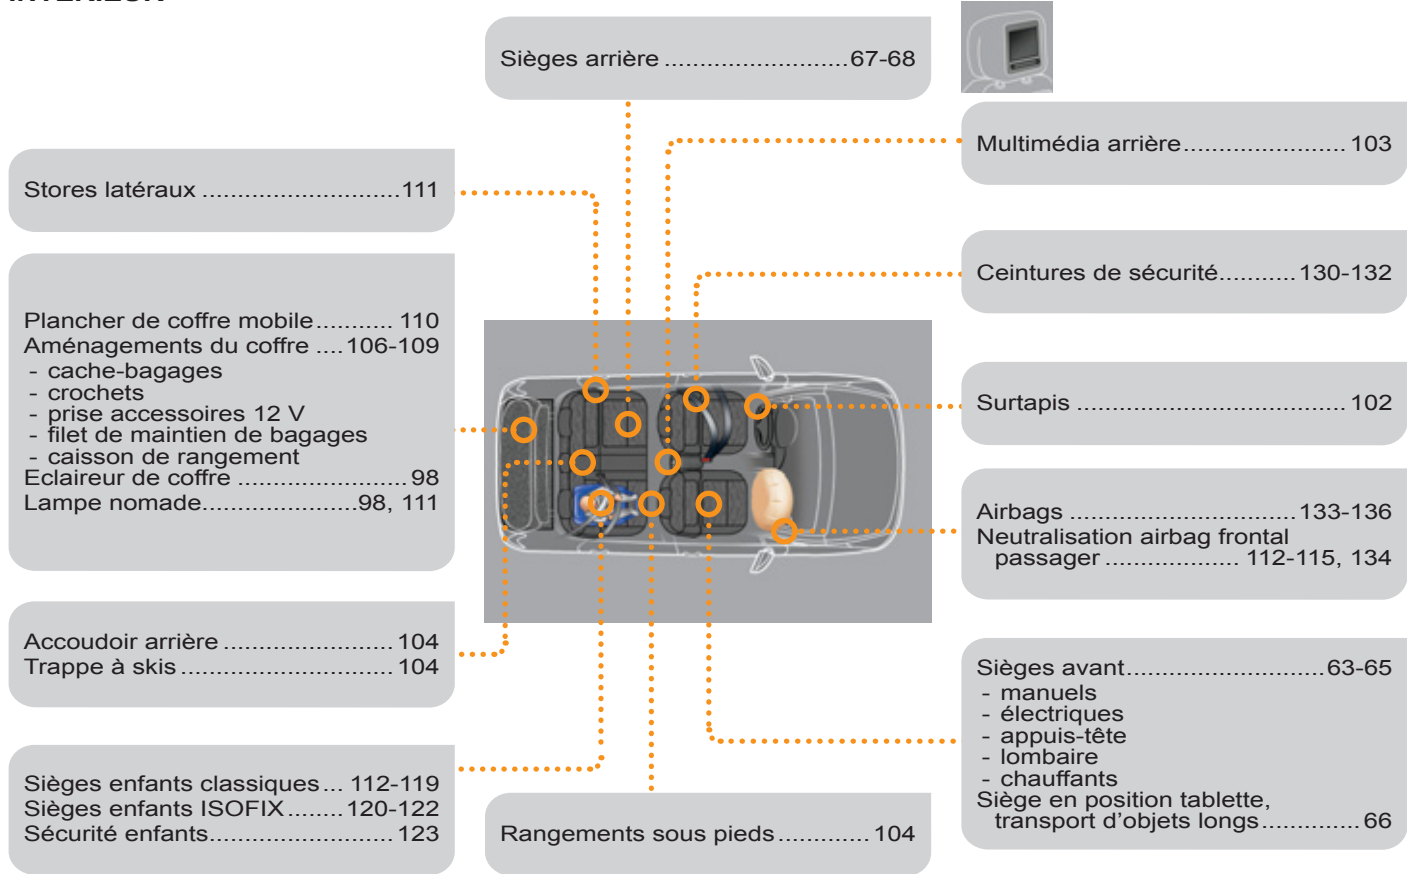 INTÉRIEUR
Sièges arrière ..........................67-68
Multimédia arrière....................... 103
Stores latéraux ............................111
Ceintures de sécurité...........130-132
Plancher de coffre mobile........... 110
Aménagements du coffre ....106-109
- cache-bagages
- crochets
- prise accessoires 12 V
- filet de maintien de bagages
- caisson de rangement
Eclaireur de coffre ........................98
Lampe nomade......................98, 111
Surtapis ...................................... 102
Airbags ................................133-136
Neutralisation airbag frontal
passager ................... 112-115, 134
Accoudoir arrière ........................ 104
Trappe à skis .............................. 104
Sièges avant............................63-65
- manuels
- électriques
- appuis-tête
- lombaire
- chauffants
Siège en position tablette,
transport d'objets longs..............66
Sièges enfants classiques... 112-119
Sièges enfants ISOFIX........120-122
Sécurité enfants.......................... 123
Rangements sous pieds............. 104